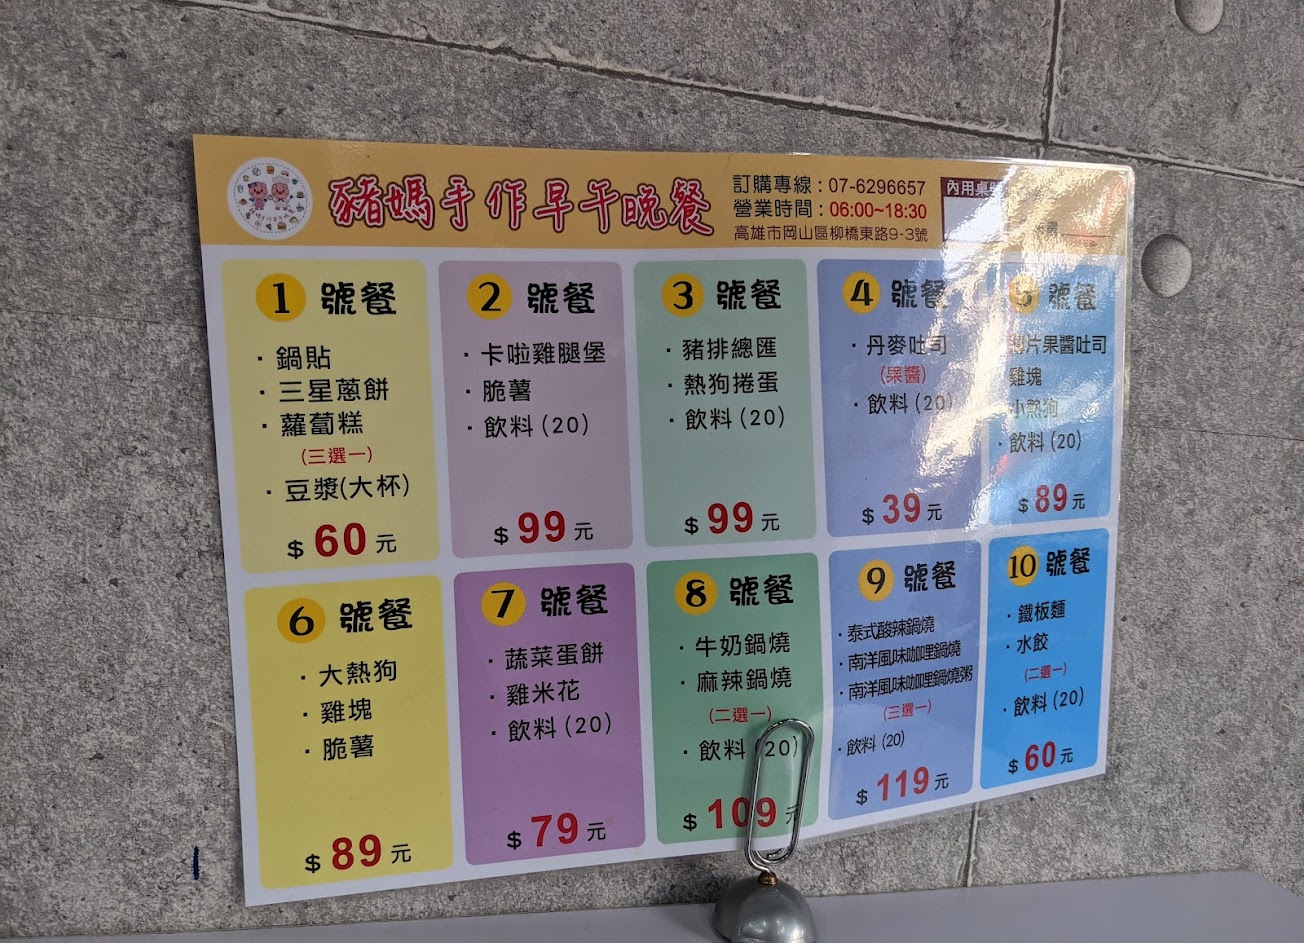 豬媽手作早午晚餐
訂購專線：07-6296657
營業時間：06:00~18:30
高雄市岡山區柳橋東路9-3號
內用桌
1 號餐
· 鍋貼
· 三星蔥餅
· 蘿蔔糕
(三選一)
· 豆漿(大杯)
$ 60 元
2 號餐
· 卡啦雞腿堡
· 脆薯
· 飲料 (20)
$ 99 元
3 號餐
· 豬排總匯
· 熱狗捲蛋
· 飲料 (20)
$ 99 元
4 號餐
· 丹麥吐司
(果醬)
· 飲料 (20)
$ 39 元
5 號餐
片果醬吐司
雞塊
小熱狗
· 飲料 (20)
$ 89 元
6 號餐
· 大熱狗
· 雞塊
· 脆薯
$ 89 元
7 號餐
· 蔬菜蛋餅
· 雞米花
· 飲料 (20)
$ 79 元
8 號餐
· 牛奶鍋燒
· 麻辣鍋燒
(二選一)
· 飲料 (20)
$ 109 元
9 號餐
· 泰式酸辣鍋燒
· 南洋風味咖哩鍋燒
· 南洋風味咖哩鍋燒粥
(三選一)
· 飲料 (20)
$ 119 元
10 號餐
· 鐵板麵
· 水餃
(二選一)
· 飲料 (20)
$ 60 元